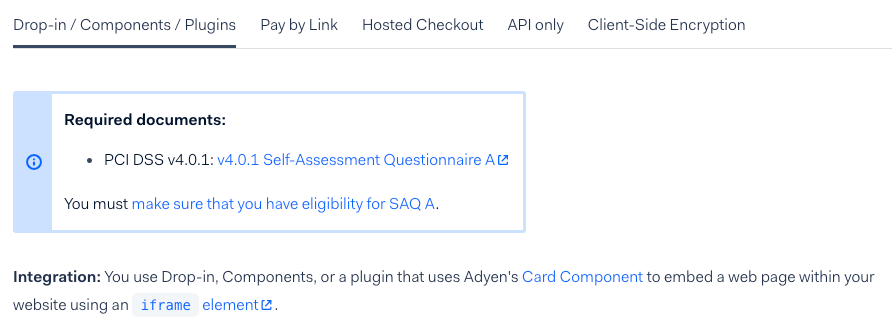 Drop-in / Components / Plugins Pay by Link Hosted Checkout API only Client-Side Encryption
Required documents:
• PCI DSS v4.0.1: v4.0.1 Self-Assessment Questionnaire A
You must make sure that you have eligibility for SAQ A.
Integration: You use Drop-in, Components, or a plugin that uses Adyen's Card Component to embed a web page within your
website using an iframe element.